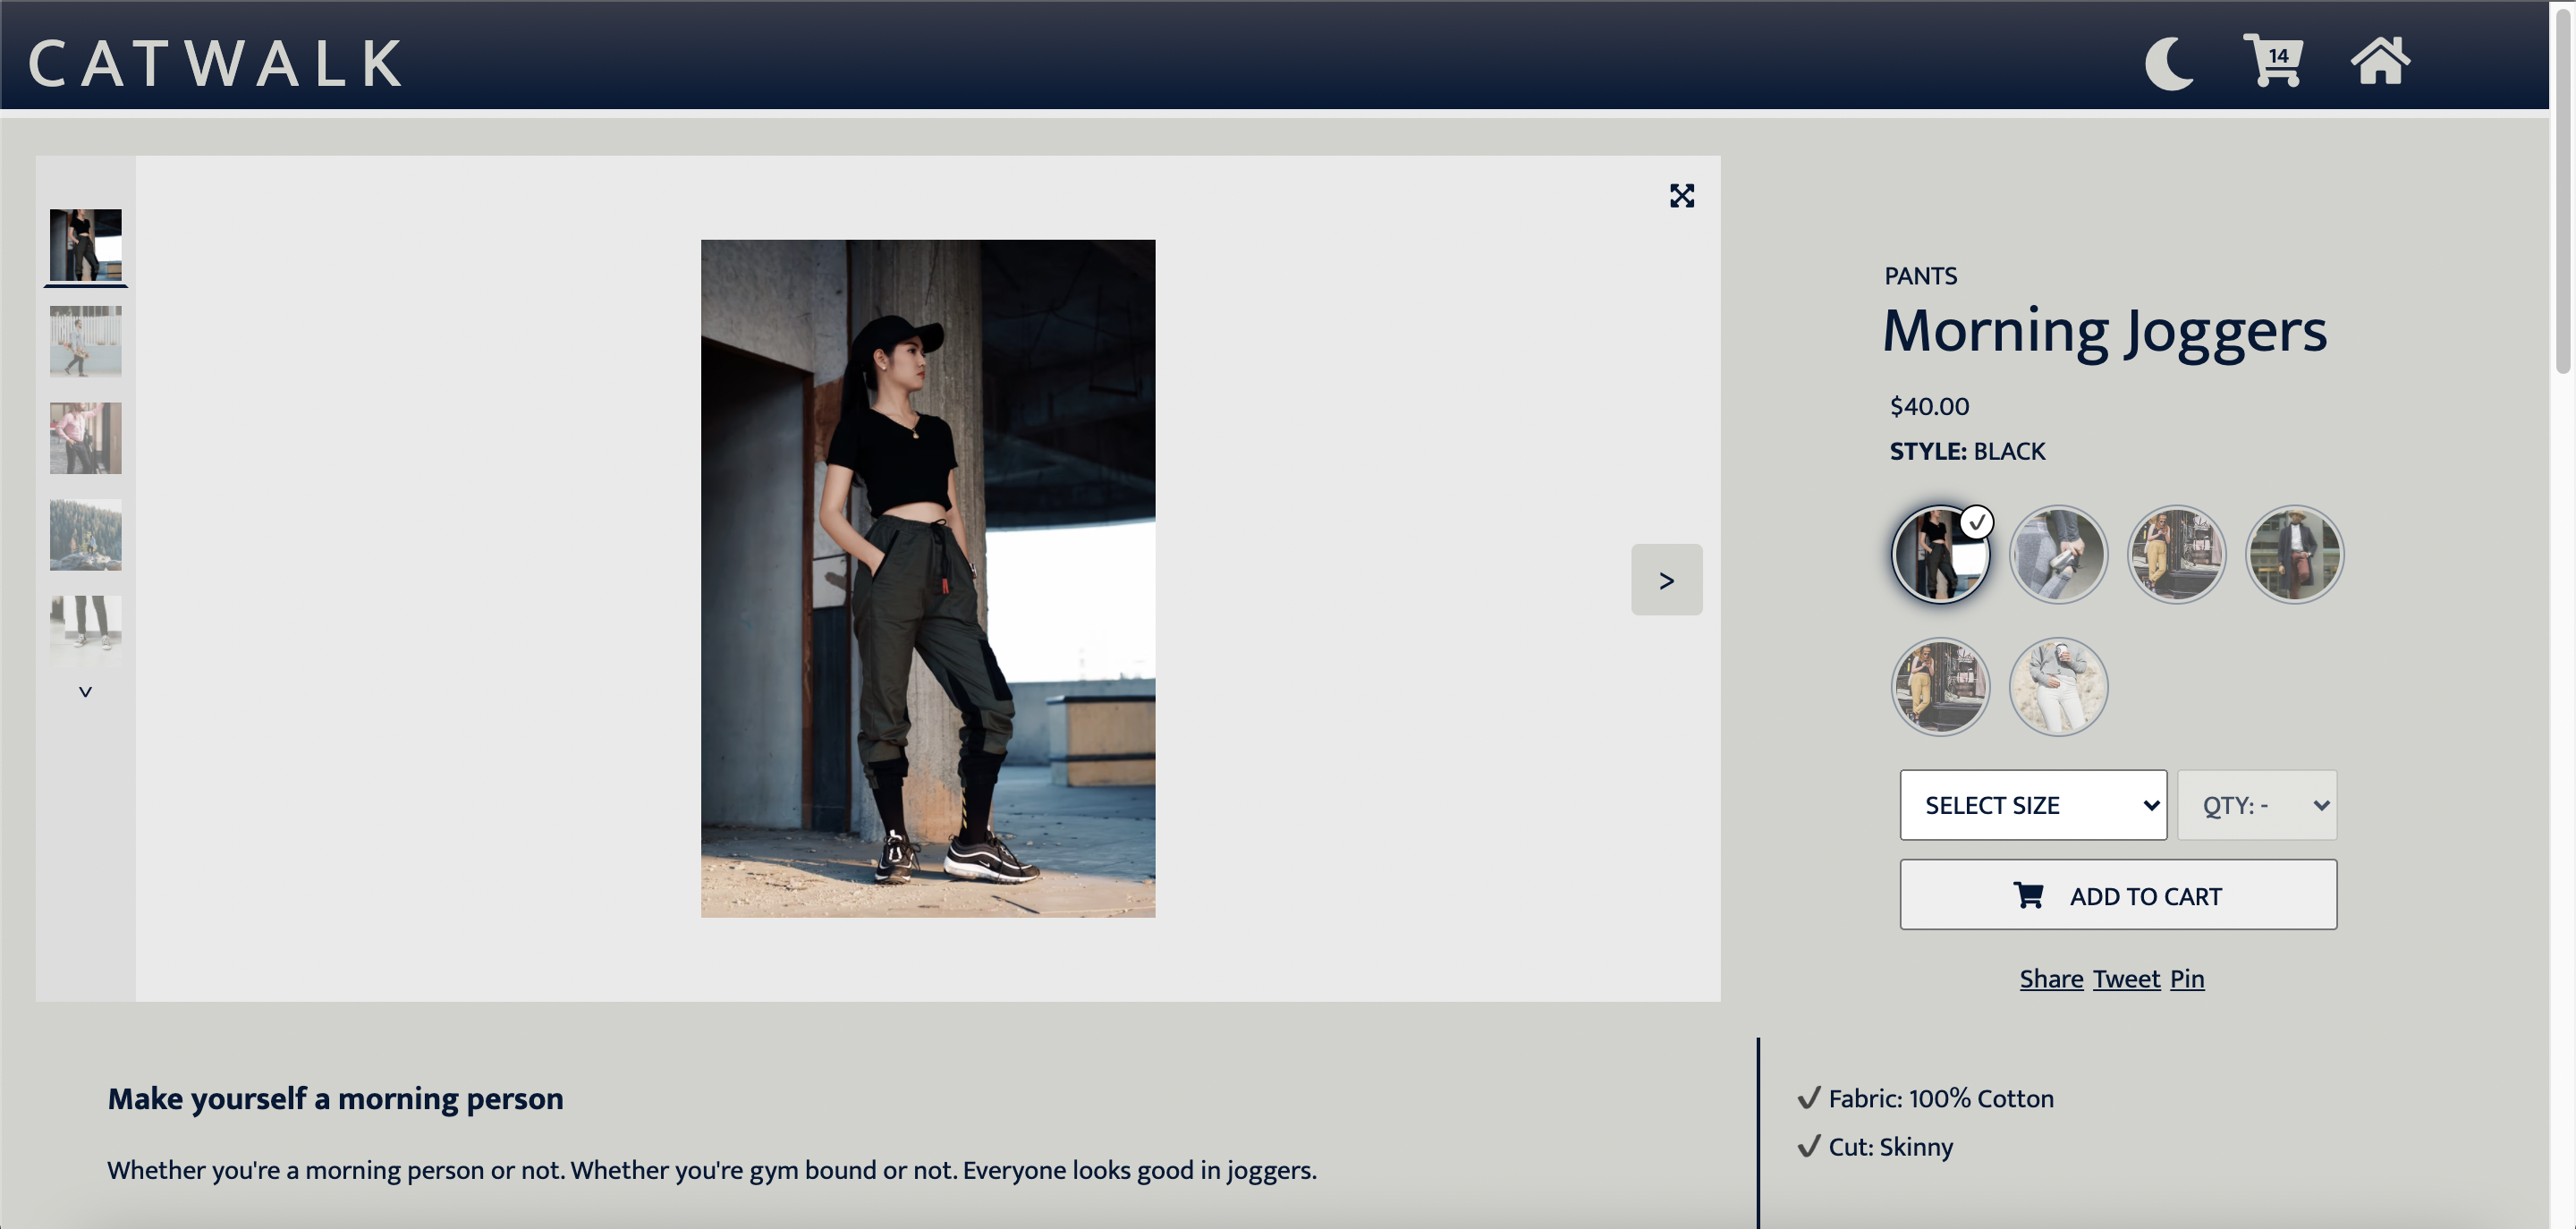 CATWALK
14
PANTS
Morning Joggers
$40.00
STYLE: BLACK
>
v
SELECT SIZE
QTY: -
ADD TO CART
Share Tweet Pin
Make yourself a morning person
Whether you're a morning person or not. Whether you're gym bound or not. Everyone looks good in joggers.
✓ Fabric: 100% Cotton
✓ Cut: Skinny